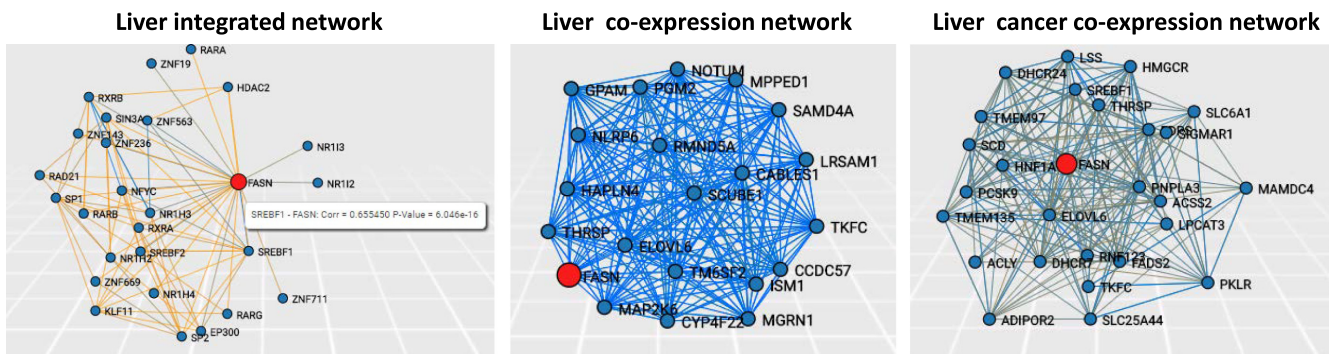 Liver integrated network
RARA
ZNF19
HDAC2
RXRB
SIN3A
ZNF563
ZNF143
ZNF236
NR1I3
RAD21
FASN
NR1I2
NFYC
SP1
RARB
NR1H3
SREBF1 - FASN: Corr = 0.655450 P-Value = 6.046e-16
RXRA
SREBF2
SREBF1
NR1H2
ZNF669
NR1H4
ZNF711
KLF11
RARG
EP300
SP2
Liver co-expression network
NOTUM
MPPED1
GPAM
PGM2
SAMD4A
NLRP6
RMND5A
LRSAM1
CABLES1
HAPLN4
SCUBE1
TKFC
THRSP
ELOVL6
FASN
TM6SF2
CCDC57
ISM1
MAP2K6
CYP4F22
MGRN1
Liver cancer co-expression network
LSS
HMGCR
DHCR24
SREBF1
THRSP
SLC6A1
TMEM97
SIGMAR1
SCD
HNF1A
FASN
PCSK9
PNPLA3
MAMDC4
ACSS2
TMEM135
ELOVL6
LPCAT3
ACLY
DHCR7
RNF123
FADS2
TKFC
PKLR
ADIPOR2
SLC25A44